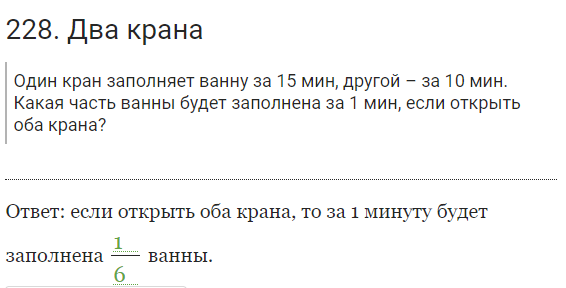 228. Два крана
Один кран заполняет ванну за 15 мин, другой – за 10 мин.
Какая часть ванны будет заполнена за 1 мин, если открыть
оба крана?
Ответ: если открыть оба крана, то за 1 минуту будет
заполнена 1/6 ванны.